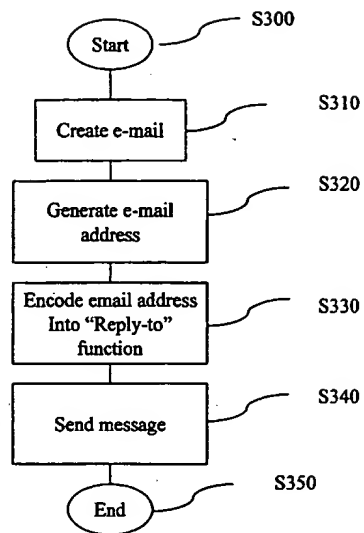 Start
S300
Create e-mail
S310
Generate e-mail
address
S320
Encode email address
Into “Reply-to”
function
S330
Send message
S340
End
S350